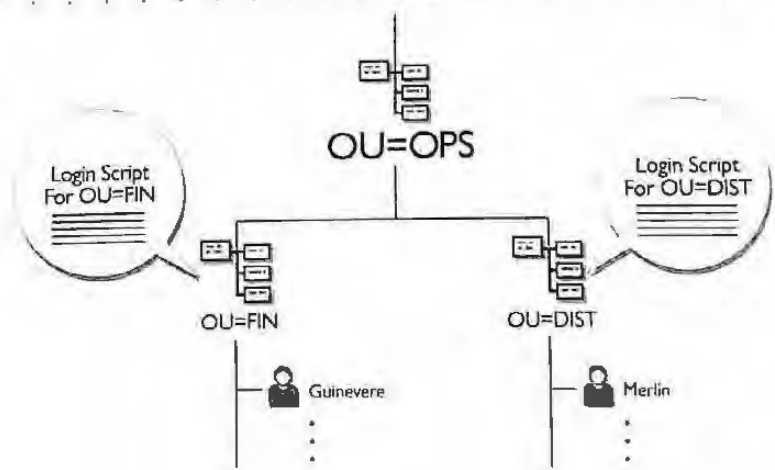 OU=OPS
Login Script
For OU=FIN
Login Script
For OU=DIST
OU=FIN
OU=DIST
Guinevere
Merlin